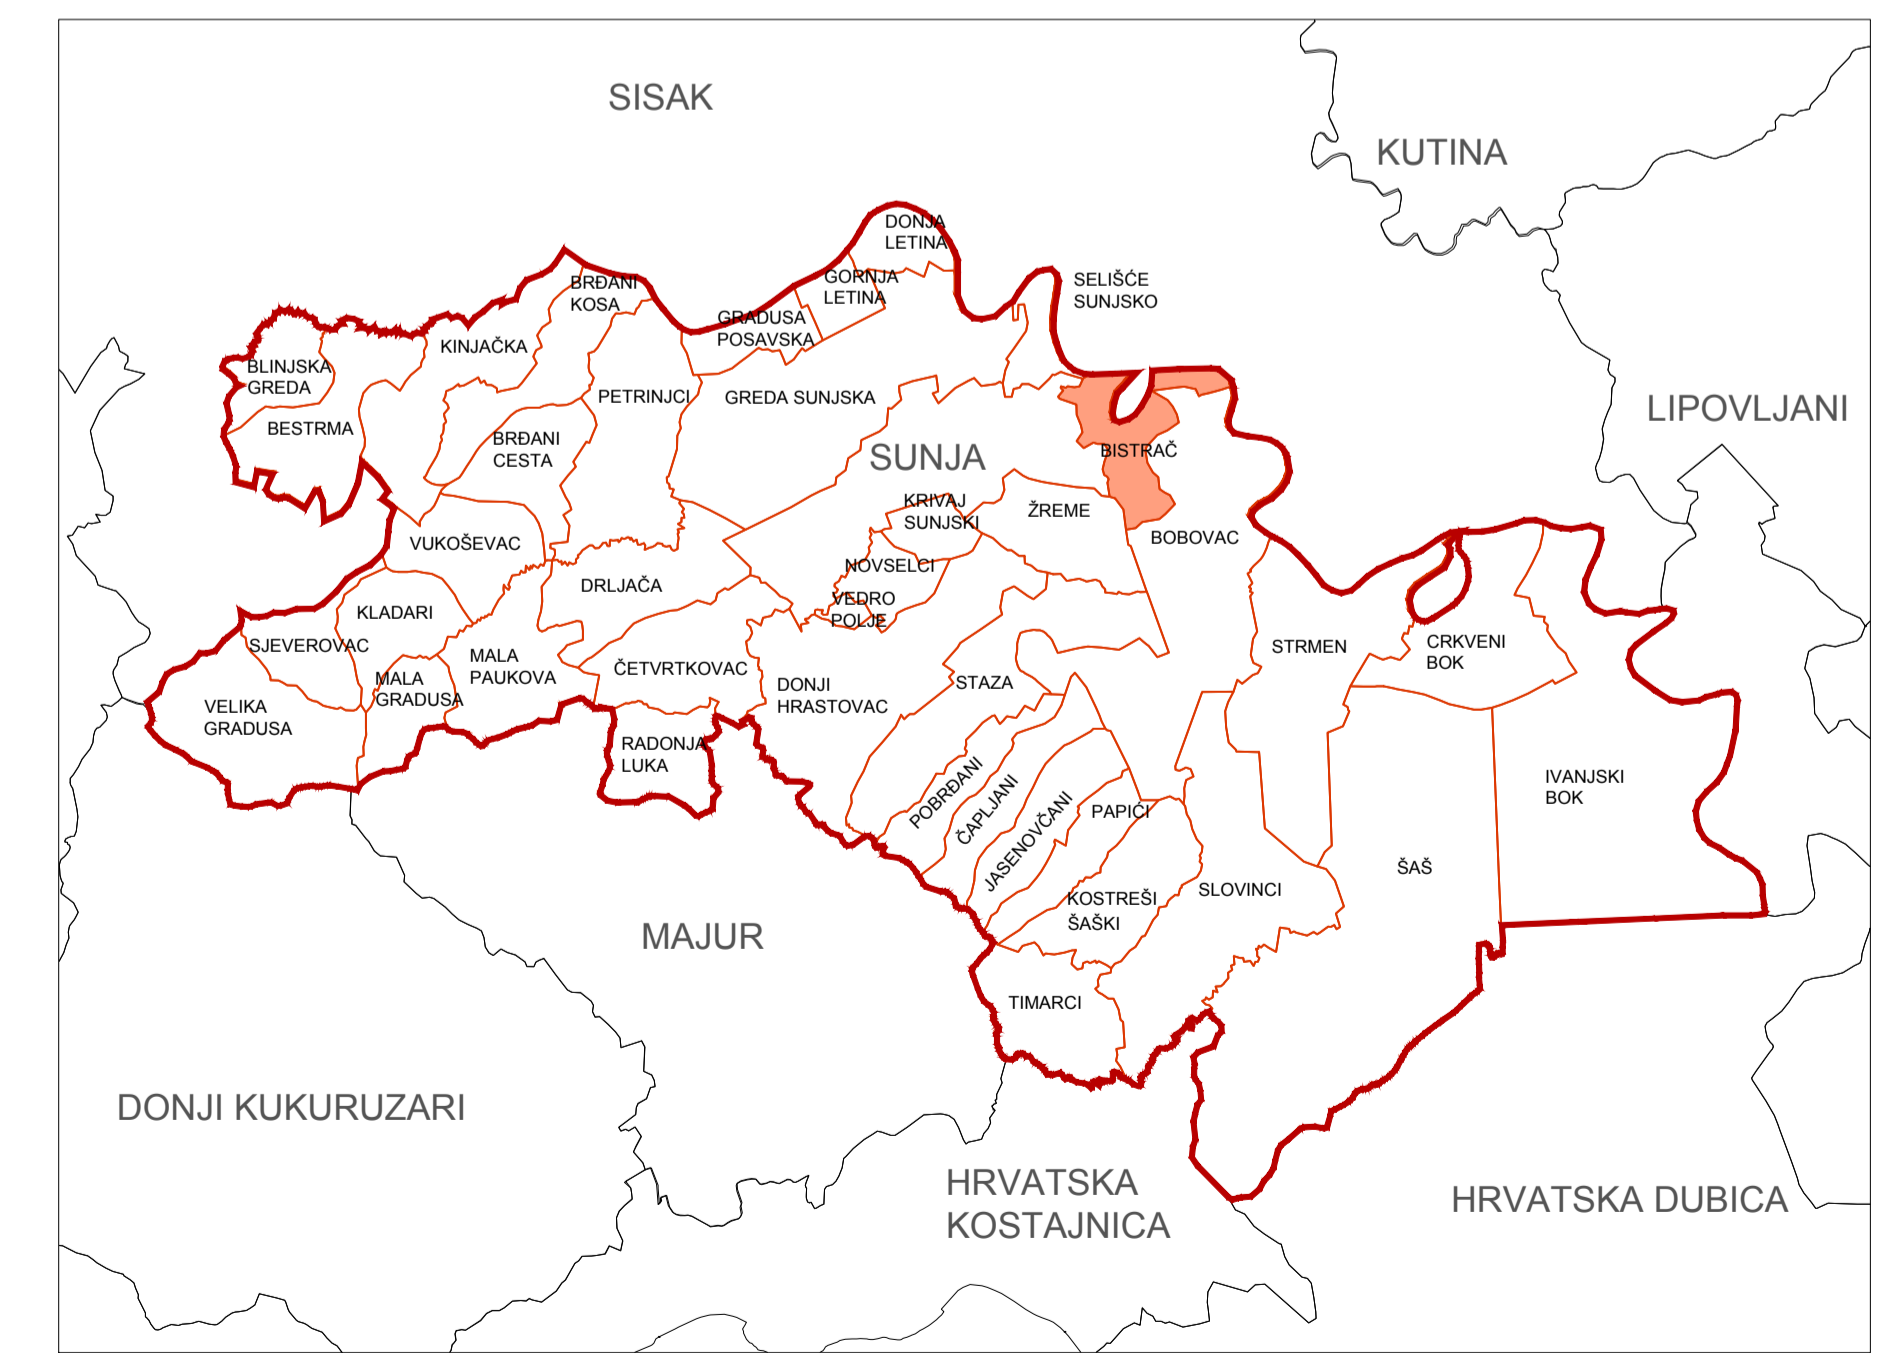 SISAK
KUTINA
DONJA
LETINA
GORNJA
LETINA
SELIŠĆE
SUNJSKO
BRĐANI
KOSA
GRADUSA
POSAVSKA
KINJAČKA
BLINJSKA
GREDA
PETRINJCI
GREDA SUNJSKA
LIPOVLJANI
BESTRMA
BRĐANI
CESTA
SUNJA
BISTRAČ
KRIVAJ
SUNJSKI
ŽREME
BOBOVAC
VUKOŠEVAC
NOVSELCI
DRLJAČA
VEDRO
POLJE
KLADARI
SJEVEROVAC
STRMEN
CRKVENI
BOK
MALA
PAUKOVA
ČETVRTKOVAC
MALA
GRADUSA
DONJI
HRASTOVAC
STAZA
VELIKA
GRADUSA
RADONJA
LUKA
IVANJSKI
BOK
POBRĐANI
ČAPLJANI
JASENOVČANI
PAPIĆI
ŠAŠ
KOSTREŠI
ŠAŠKI
SLOVINCI
MAJUR
TIMARCI
DONJI KUKURUZARI
HRVATSKA
KOSTAJNICA
HRVATSKA DUBICA